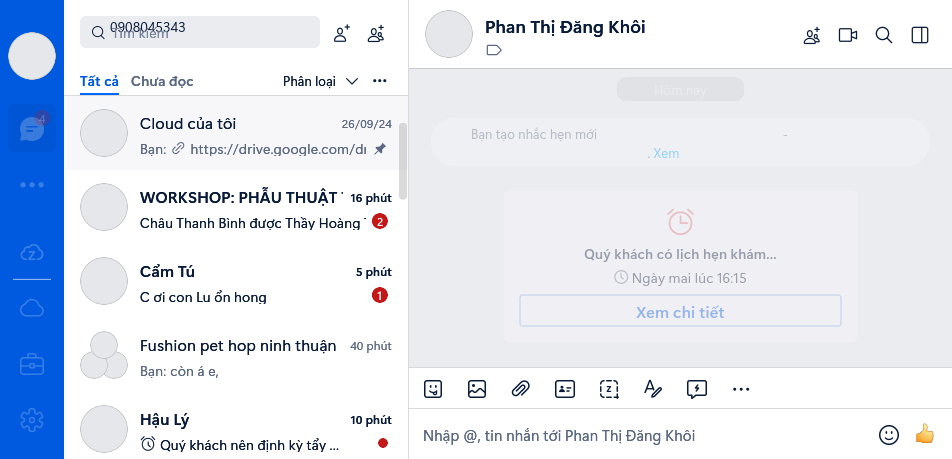 0908045343
Tìm kiếm
Tất cả
Chưa đọc
Phân loại
Cloud của tôi
26/09/24
Bạn: https://drive.google.com/dr
WORKSHOP: PHẪU THUẬT
16 phút
Châu Thanh Bình được Thầy Hoàng
2
Cẩm Tú
5 phút
C ơi con Lu ổn hong
1
Fushion pet hop ninh thuận
40 phút
Bạn: còn á e,
Hậu Lý
10 phút
Quý khách nên định kỳ tẩy ...
4
Z
Phan Thị Đăng Khôi
Hôm nay
Bạn tạo nhắc hẹn mới -
. Xem
Quý khách có lịch hẹn khám...
Ngày mai lúc 16:15
Xem chi tiết
Nhập @, tin nhắn tới Phan Thị Đăng Khôi